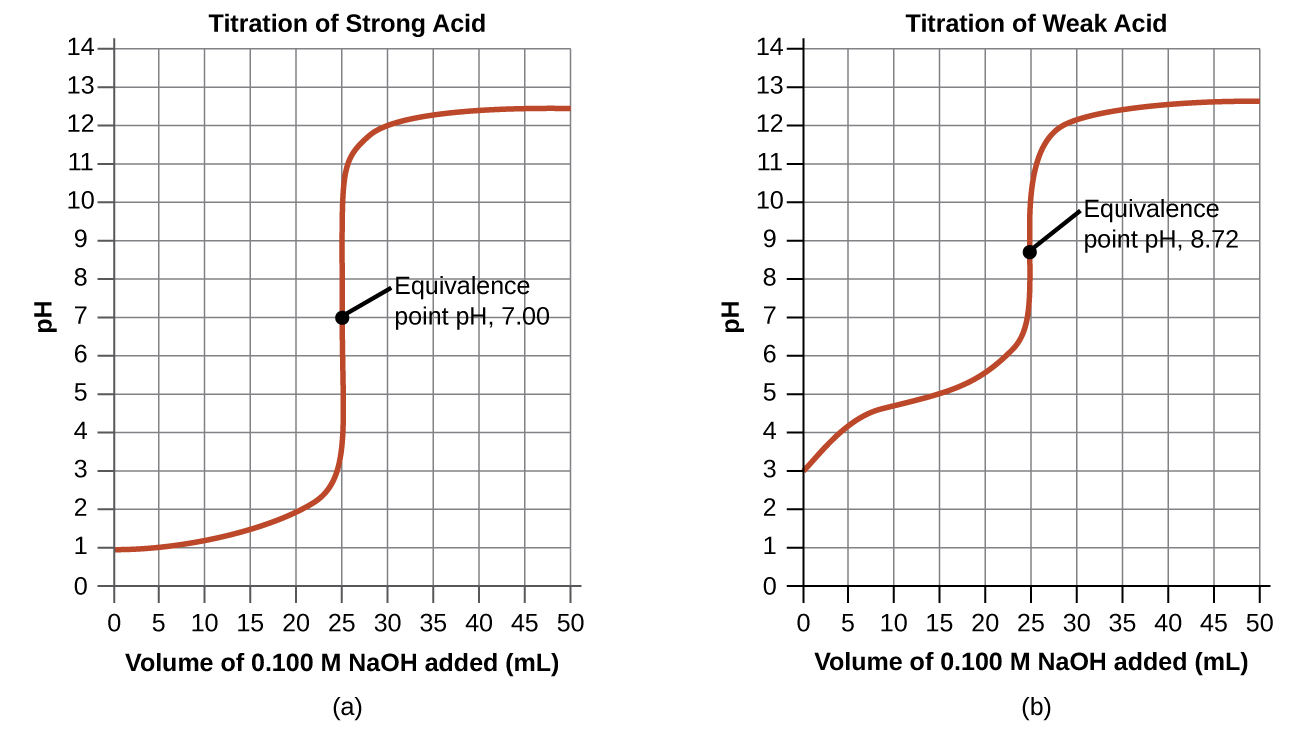 Titration of Strong Acid
14
13
12
11
10
9
8
7
6
5
4
3
2
1
0
pH
Equivalence
point pH, 7.00
0 5 10 15 20 25 30 35 40 45 50
Volume of 0.100 M NaOH added (mL)
(a)
Titration of Weak Acid
14
13
12
11
10
9
8
7
6
5
4
3
2
1
0
pH
Equivalence
point pH, 8.72
0 5 10 15 20 25 30 35 40 45 50
Volume of 0.100 M NaOH added (mL)
(b)